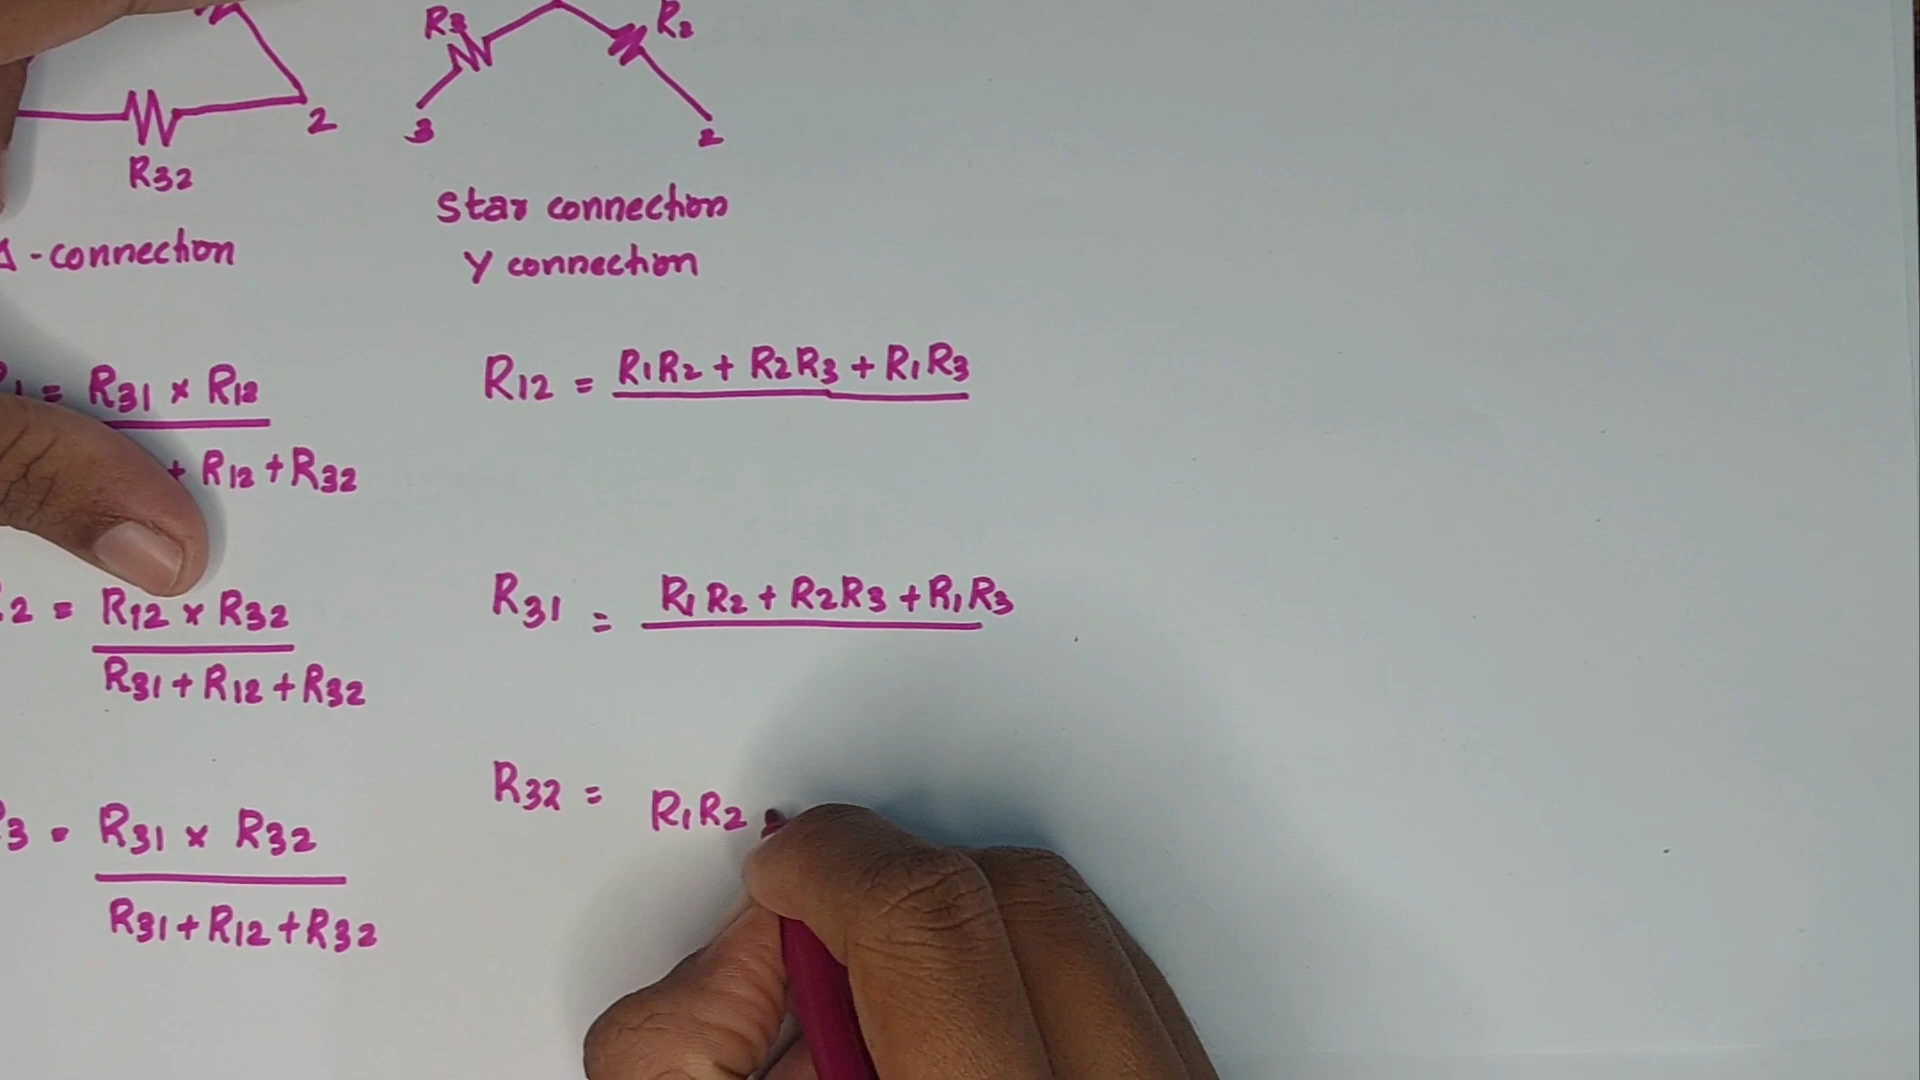 R3 R2
2
3 2
R32
Star connection
Δ - connection
Y connection
= R31 × R12
+ R12 + R32
R12 = R1R2 + R2R3 + R1R3
2 = R12 × R32
R31 + R12 + R32
R31 = R1R2 + R2R3 + R1R3
3 = R31 × R32
R31 + R12 + R32
R32 = R1R2